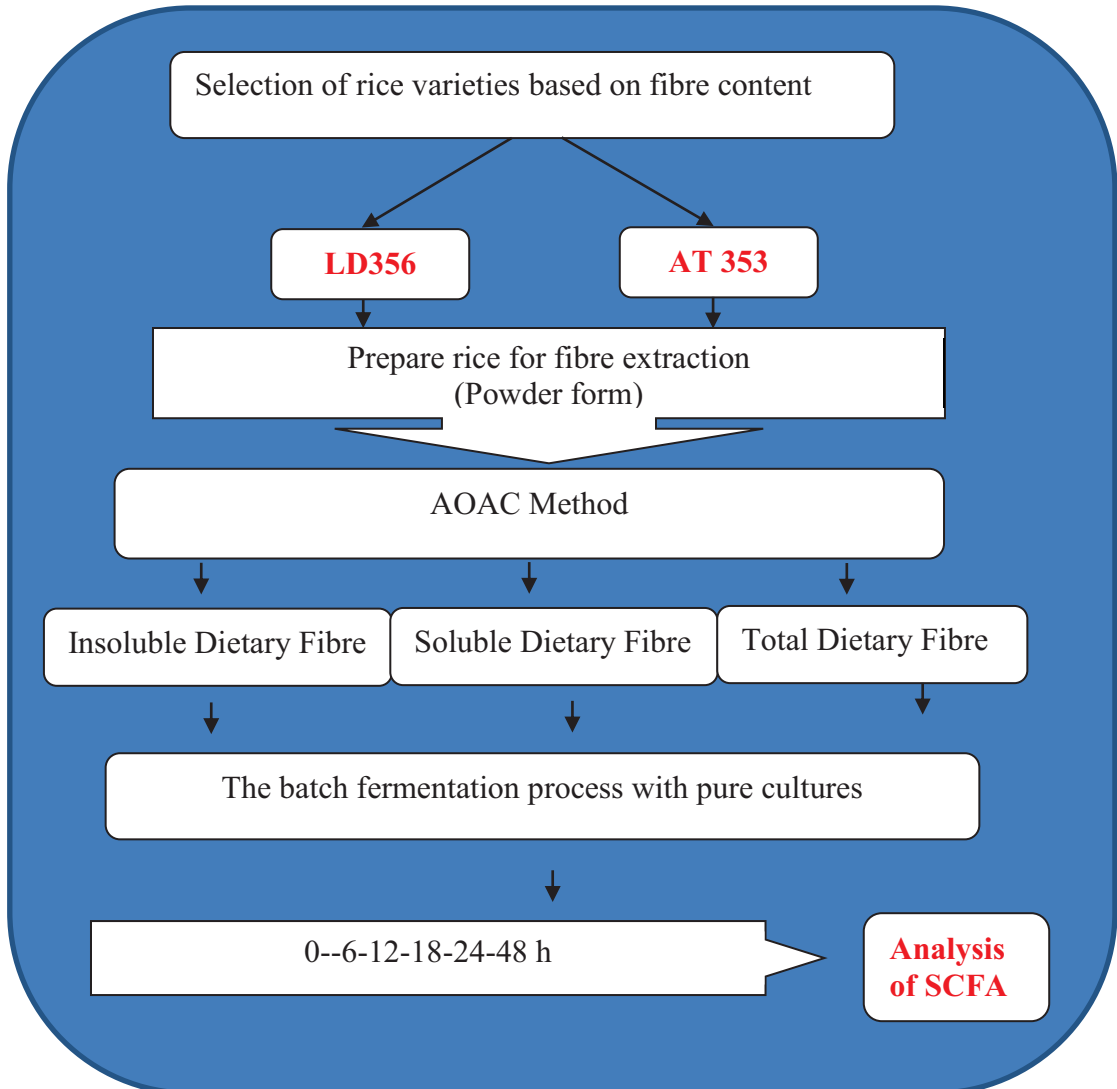 Selection of rice varieties based on fibre content
LD356
AT 353
Prepare rice for fibre extraction
(Powder form)
AOAC Method
Insoluble Dietary Fibre
Soluble Dietary Fibre
Total Dietary Fibre
The batch fermentation process with pure cultures
0--6-12-18-24-48 h
Analysis
of SCFA